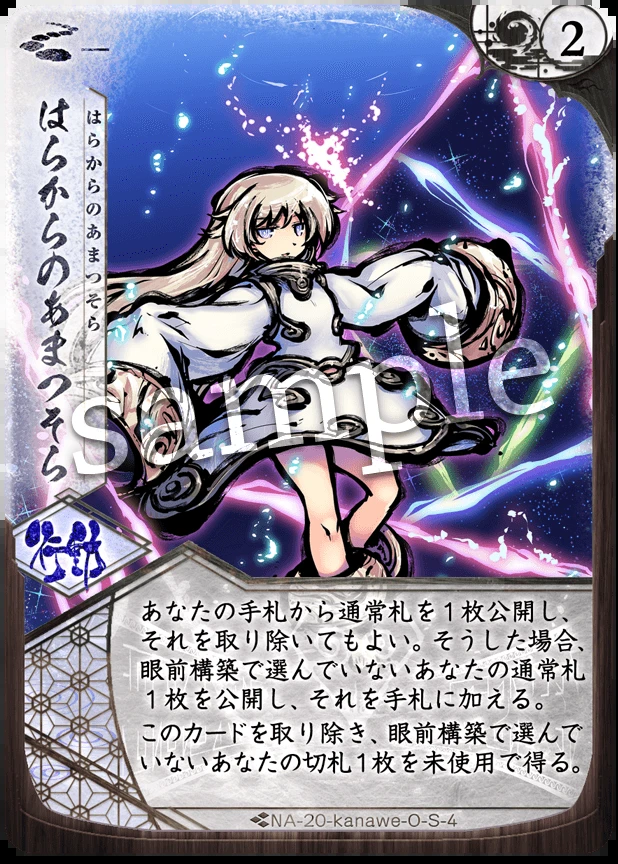 2
はらからのあまつそら
はらからのあまつそら
行動
sample
あなたの手札から通常札を1枚公開し、
それを取り除いてもよい。そうした場合、
眼前構築で選んでいないあなたの通常札
1枚を公開し、それを手札に加える。
このカードを取り除き、眼前構築で選んで
いないあなたの切札1枚を未使用で得る。
NA-20-kanawe-O-S-4